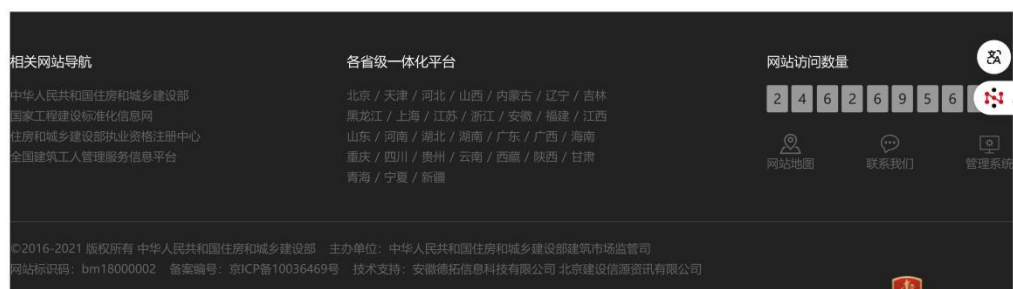 相关网站导航
中华人民共和国住房和城乡建设部
国家工程建设标准化信息网
住房和城乡建设部执业资格注册中心
全国建筑工人管理服务信息平台
各省级一体化平台
北京 / 天津 / 河北 / 山西 / 内蒙古 / 辽宁 / 吉林
黑龙江 / 上海 / 江苏 / 浙江 / 安徽 / 福建 / 江西
山东 / 河南 / 湖北 / 湖南 / 广东 / 广西 / 海南
重庆 / 四川 / 贵州 / 云南 / 西藏 / 陕西 / 甘肃
青海 / 宁夏 / 新疆
网站访问数量
2 4 6 2 6 9 5 6
网站地图
联系我们
管理系统
©2016-2021 版权所有 中华人民共和国住房和城乡建设部 主办单位：中华人民共和国住房和城乡建设部建筑市场监管司
网站标识码：bm18000002 备案编号：京ICP备10036469号 技术支持：安徽德拓信息科技有限公司 北京建设信源资讯有限公司